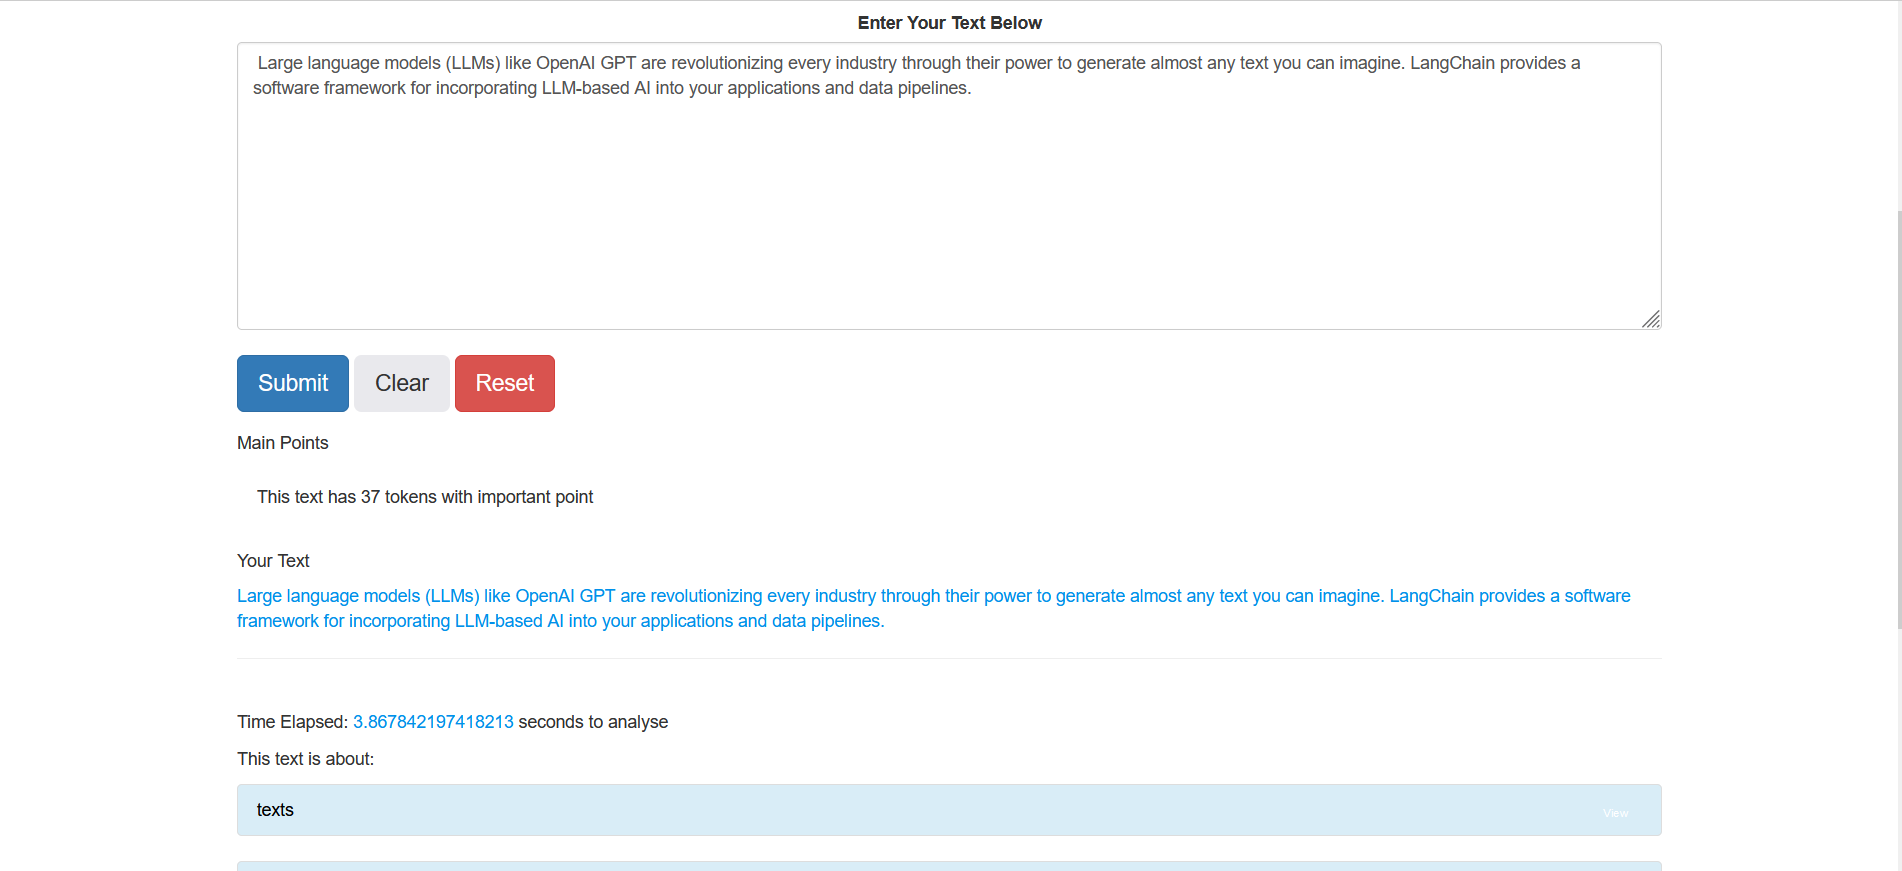 Enter Your Text Below
Large language models (LLMs) like OpenAI GPT are revolutionizing every industry through their power to generate almost any text you can imagine. LangChain provides a
software framework for incorporating LLM-based AI into your applications and data pipelines.
Submit Clear Reset
Main Points
This text has 37 tokens with important point
Your Text
Large language models (LLMs) like OpenAI GPT are revolutionizing every industry through their power to generate almost any text you can imagine. LangChain provides a software
framework for incorporating LLM-based AI into your applications and data pipelines.
Time Elapsed: 3.867842197418213 seconds to analyse
This text is about:
texts View